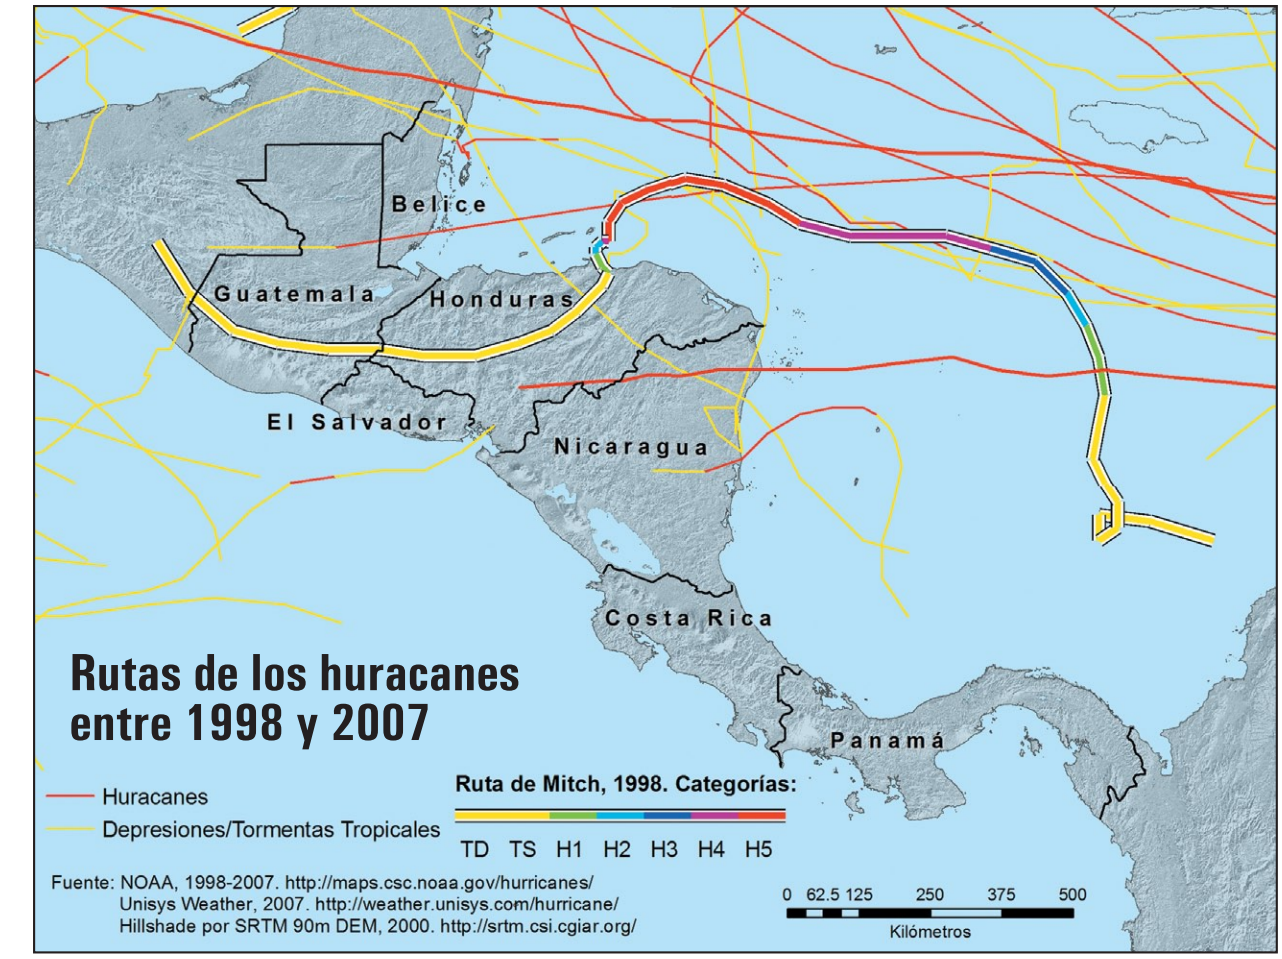 Belice
Guatemala
Honduras
El Salvador
Nicaragua
Costa Rica
Panamá
Rutas de los huracanes
entre 1998 y 2007
Huracanes
Depresiones/Tormentas Tropicales
Ruta de Mitch, 1998. Categorías:
TD TS H1 H2 H3 H4 H5
Fuente: NOAA, 1998-2007. http://maps.csc.noaa.gov/hurricanes/
Unisys Weather, 2007. http://weather.unisys.com/hurricane/
Hillshade por SRTM 90m DEM, 2000. http://srtm.csi.cgiar.org/
0 62.5 125 250 375 500
Kilómetros